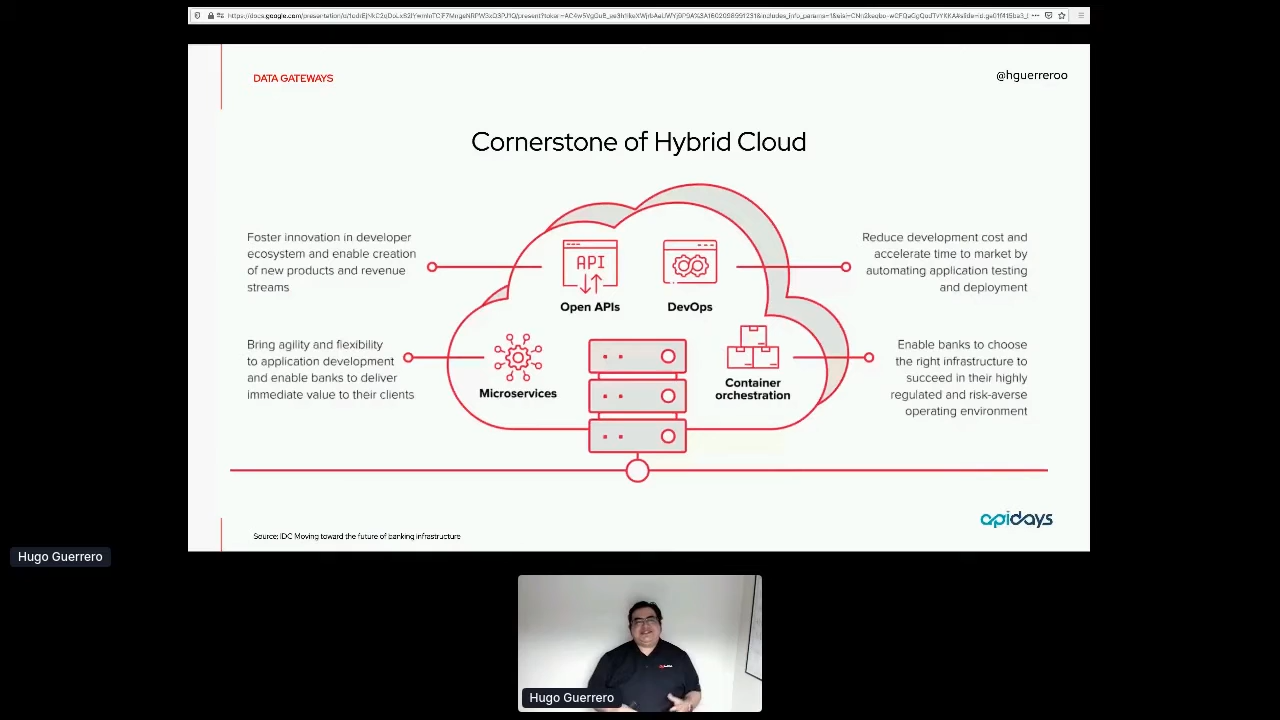 DATA GATEWAYS
@hguerreroo
Cornerstone of Hybrid Cloud
Foster innovation in developer
ecosystem and enable creation
of new products and revenue
streams
Bring agility and flexibility
to application development
and enable banks to deliver
immediate value to their clients
API
Open APIs
DevOps
Microservices
Container
orchestration
Reduce development cost and
accelerate time to market by
automating application testing
and deployment
Enable banks to choose
the right infrastructure to
succeed in their highly
regulated and risk-averse
operating environment
apidays
Source: IDC Moving toward the future of banking infrastructure
Hugo Guerrero
Hugo Guerrero